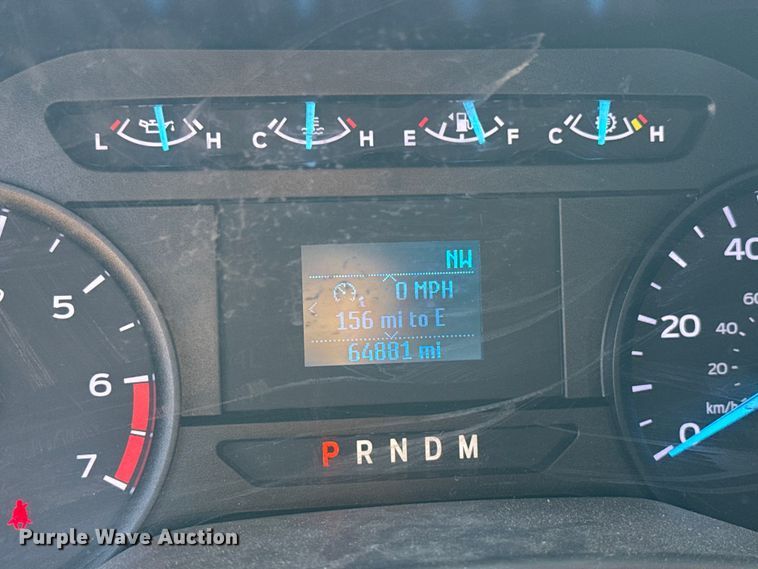 L H C H E F C H
NW
0 MPH
156 mi to E
64881 mi
5
6
7
40
20
0
60
40
20
km/h
P R N D M
Purple Wave Auction